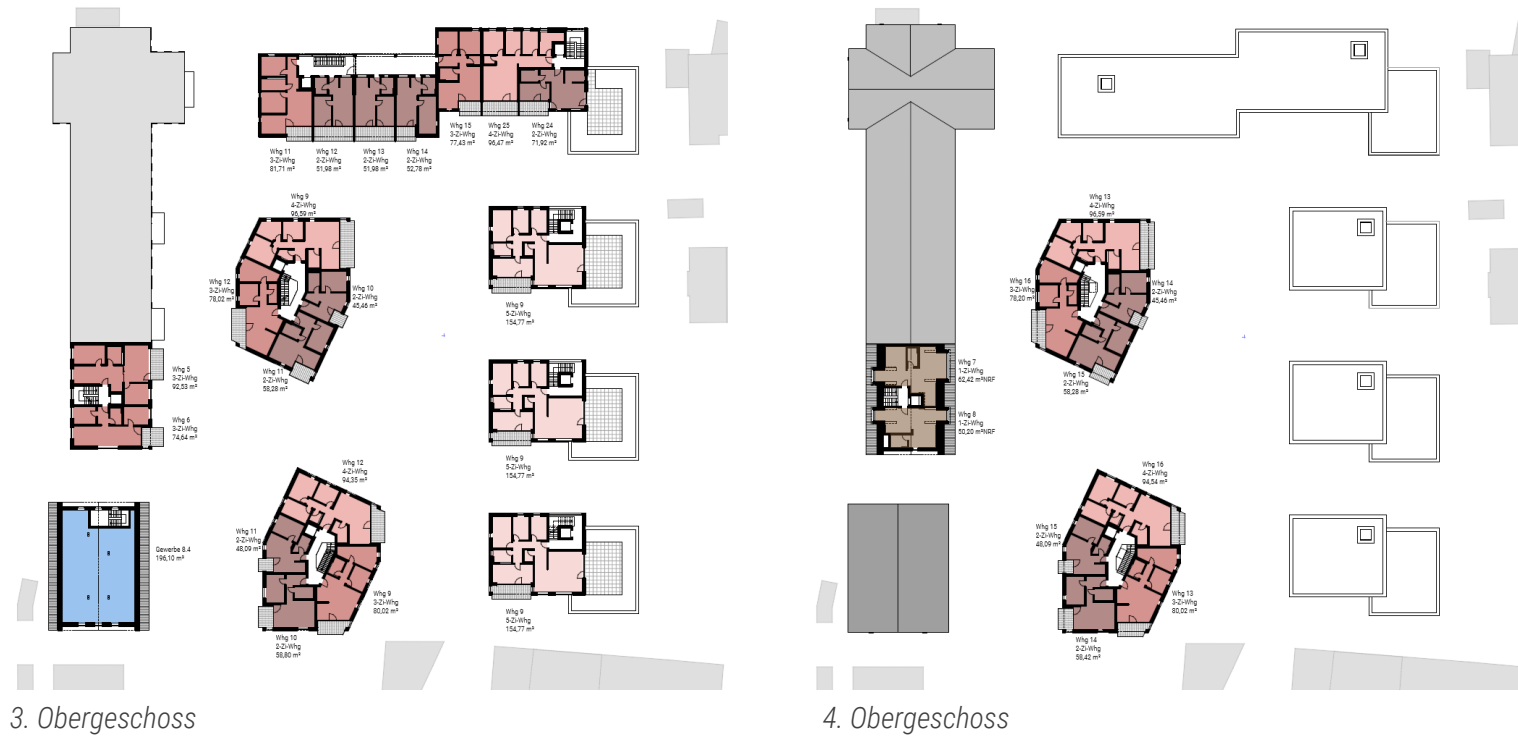 Whg 11
3-Zi-Whg
81,71 m²
Whg 12
2-Zi-Whg
51,98 m²
Whg 13
2-Zi-Whg
51,98 m²
Whg 14
2-Zi-Whg
52,78 m²
Whg 15
3-Zi-Whg
77,43 m²
Whg 25
4-Zi-Whg
96,47 m²
Whg 24
2-Zi-Whg
71,92 m²
Whg 9
4-Zi-Whg
96,59 m²
Whg 12
3-Zi-Whg
78,02 m²
Whg 10
2-Zi-Whg
45,46 m²
Whg 11
2-Zi-Whg
58,28 m²
Whg 9
5-Zi-Whg
154,77 m²
Whg 5
3-Zi-Whg
92,53 m²
Whg 6
3-Zi-Whg
74,64 m²
Whg 9
5-Zi-Whg
154,77 m²
Whg 12
4-Zi-Whg
94,35 m²
Whg 11
2-Zi-Whg
48,09 m²
Gewerbe 8.4
196,10 m²
Whg 9
3-Zi-Whg
80,02 m²
Whg 10
2-Zi-Whg
58,80 m²
Whg 9
5-Zi-Whg
154,77 m²
3. Obergeschoss
Whg 13
4-Zi-Whg
96,59 m²
Whg 16
3-Zi-Whg
78,20 m²
Whg 14
2-Zi-Whg
45,46 m²
Whg 15
2-Zi-Whg
58,28 m²
Whg 7
1-Zi-Whg
62,42 m²NRF
Whg 8
1-Zi-Whg
50,20 m²NRF
Whg 16
4-Zi-Whg
94,54 m²
Whg 15
2-Zi-Whg
48,09 m²
Whg 13
3-Zi-Whg
80,02 m²
Whg 14
2-Zi-Whg
58,42 m²
4. Obergeschoss